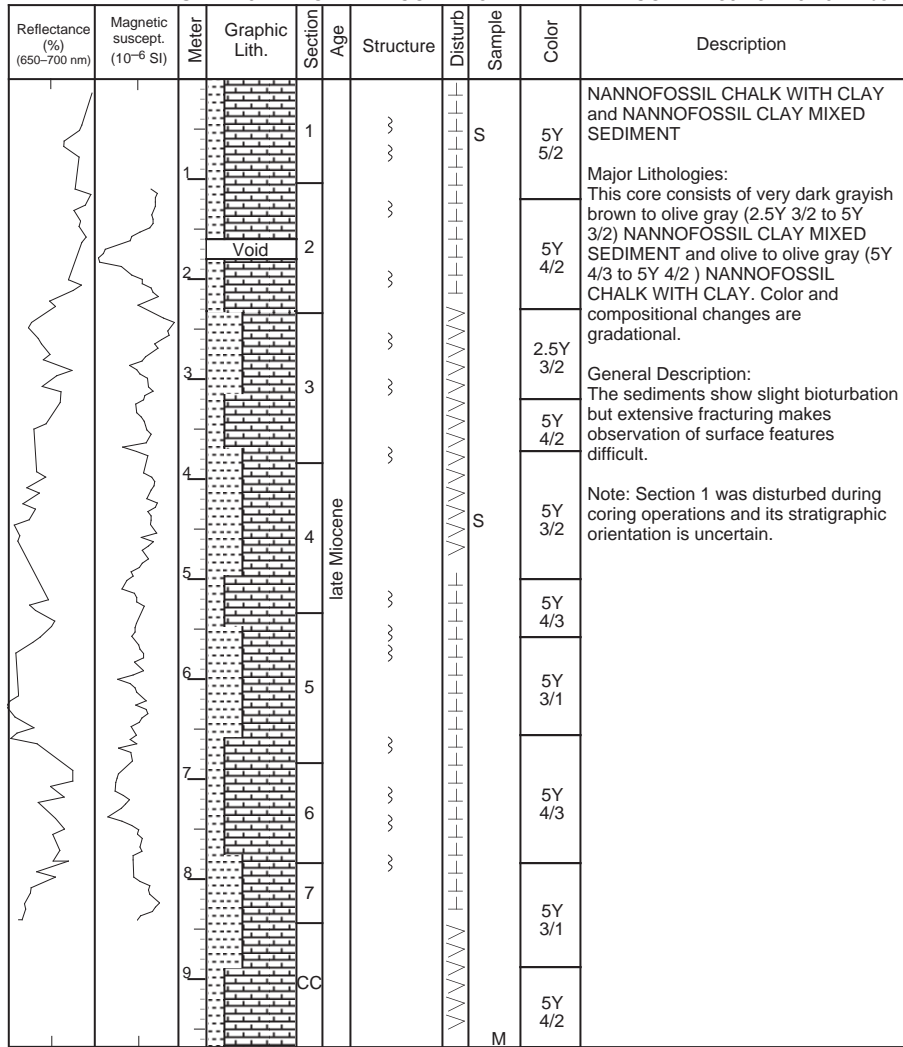 Reflectance
(%)
(650–700 nm)
Magnetic
suscept.
(10–6 SI)
Meter
Graphic
Lith.
Section
Age
Structure
Disturb
Sample
Color
Description
1
2
3
4
5
6
7
8
9
Void
1
2
3
4
5
6
7
CC
late Miocene
S
S
M
5Y
5/2
5Y
4/2
2.5Y
3/2
5Y
4/2
5Y
3/2
5Y
4/3
5Y
3/1
5Y
4/3
5Y
3/1
5Y
4/2
NANNOFOSSIL CHALK WITH CLAY
and NANNOFOSSIL CLAY MIXED
SEDIMENT
Major Lithologies:
This core consists of very dark grayish
brown to olive gray (2.5Y 3/2 to 5Y
3/2) NANNOFOSSIL CLAY MIXED
SEDIMENT and olive to olive gray (5Y
4/3 to 5Y 4/2 ) NANNOFOSSIL
CHALK WITH CLAY. Color and
compositional changes are
gradational.
General Description:
The sediments show slight bioturbation
but extensive fracturing makes
observation of surface features
difficult.
Note: Section 1 was disturbed during
coring operations and its stratigraphic
orientation is uncertain.